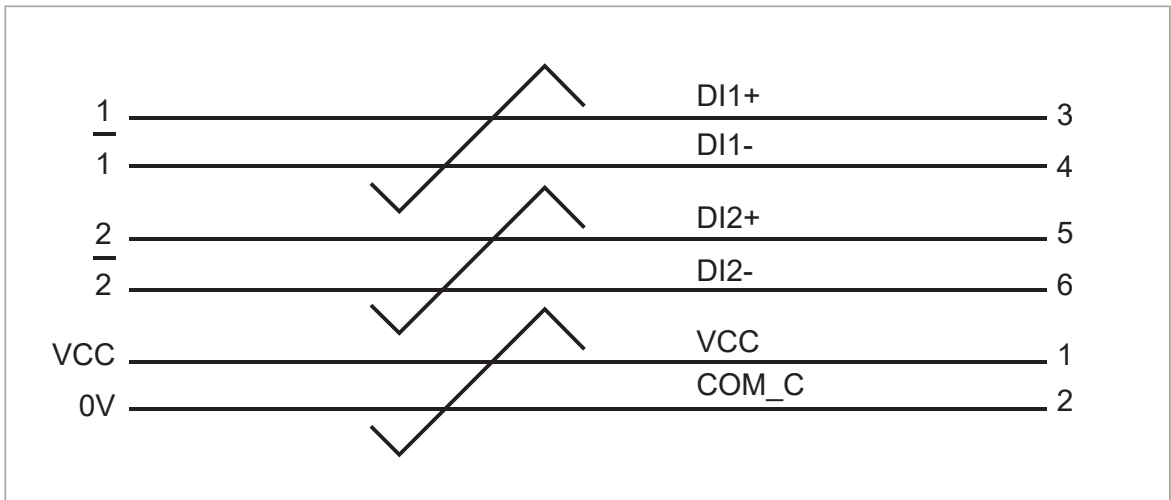 1 DI1+ 3
1̅ DI1- 4
2 DI2+ 5
2̅ DI2- 6
VCC VCC 1
0V COM_C 2